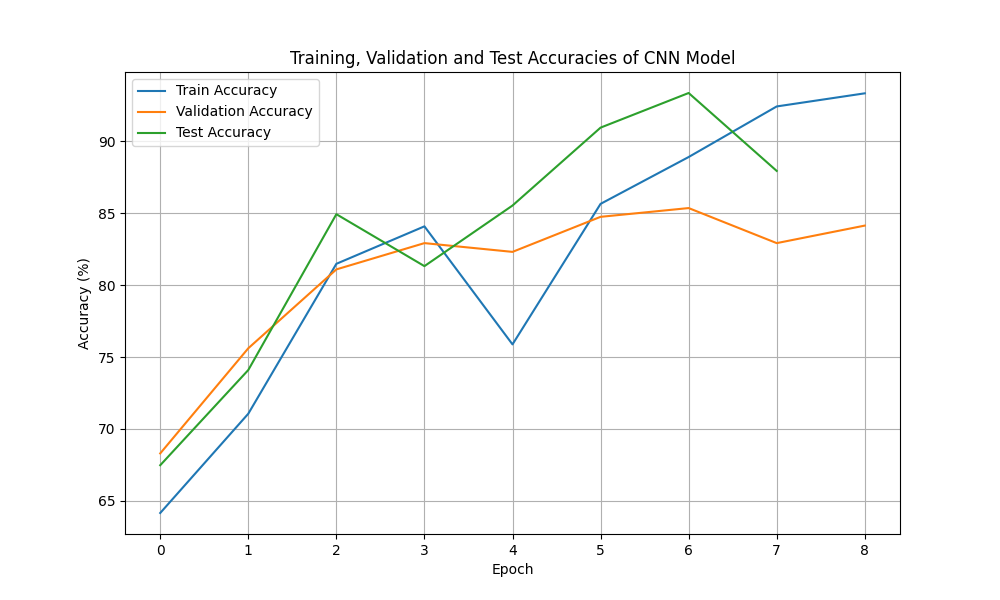 Training, Validation and Test Accuracies of CNN Model
Train Accuracy
Validation Accuracy
Test Accuracy
90
85
80
75
70
65
Accuracy (%)
0 1 2 3 4 5 6 7 8
Epoch